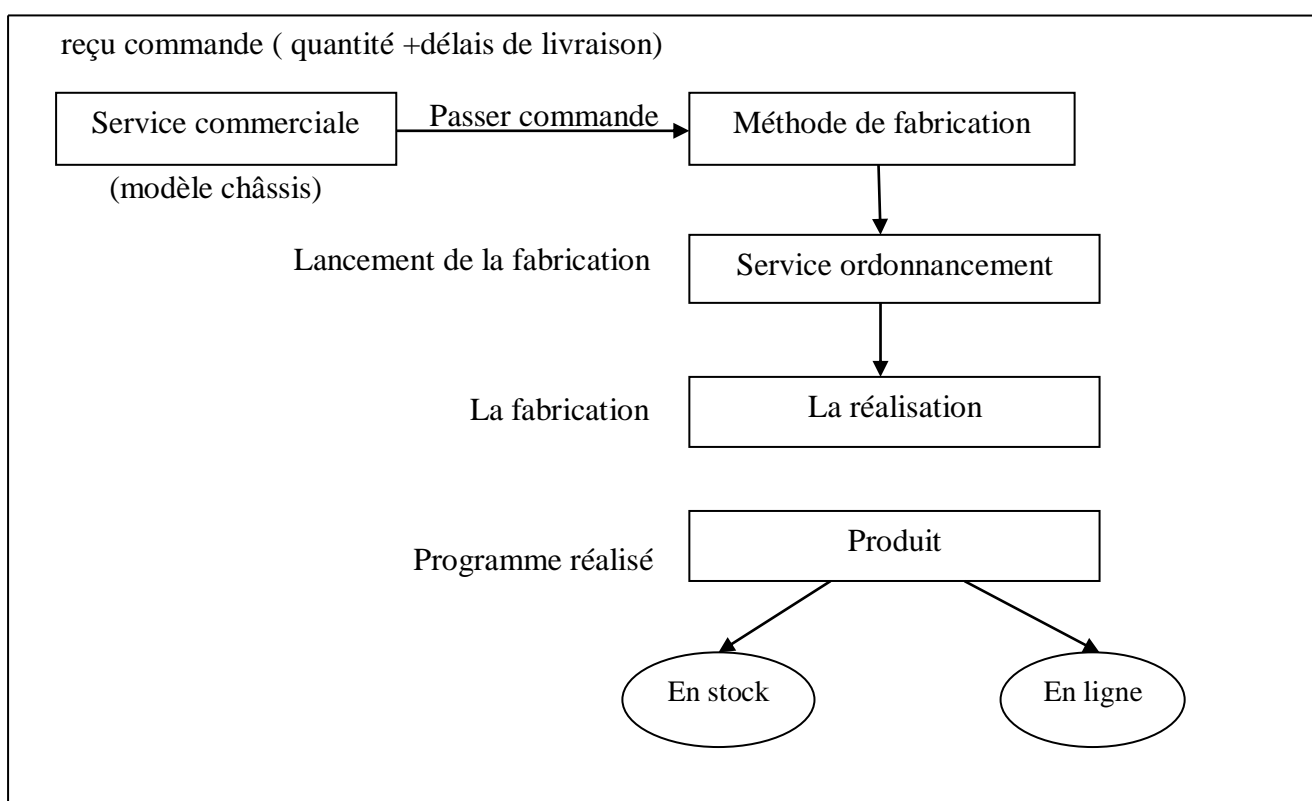 reçu commande ( quantité +délais de livraison)
Service commerciale
Passer commande
Méthode de fabrication
(modèle châssis)
Lancement de la fabrication
Service ordonnancement
La fabrication
La réalisation
Programme réalisé
Produit
En stock
En ligne